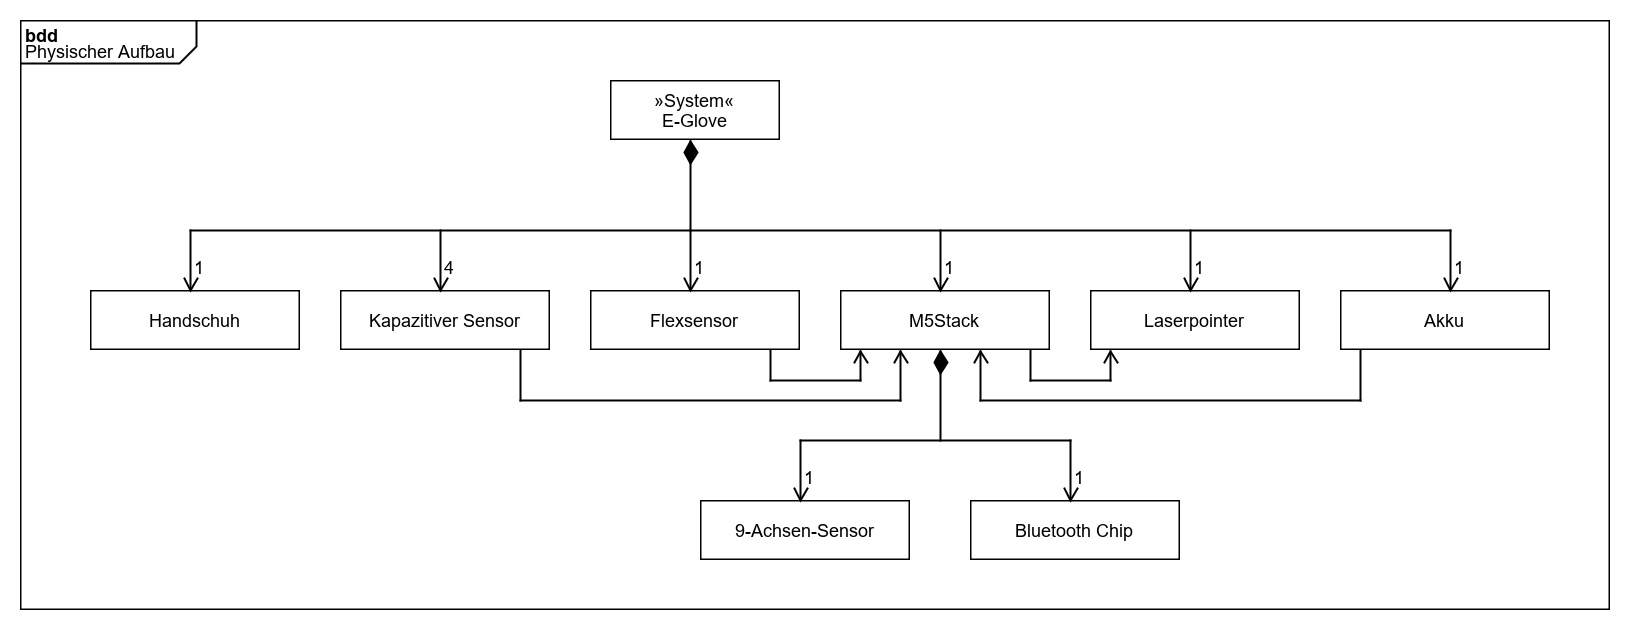 bdd
Physischer Aufbau
»System«
E-Glove
1
4
1
1
1
1
Handschuh
Kapazitiver Sensor
Flexsensor
M5Stack
Laserpointer
Akku
1
1
9-Achsen-Sensor
Bluetooth Chip